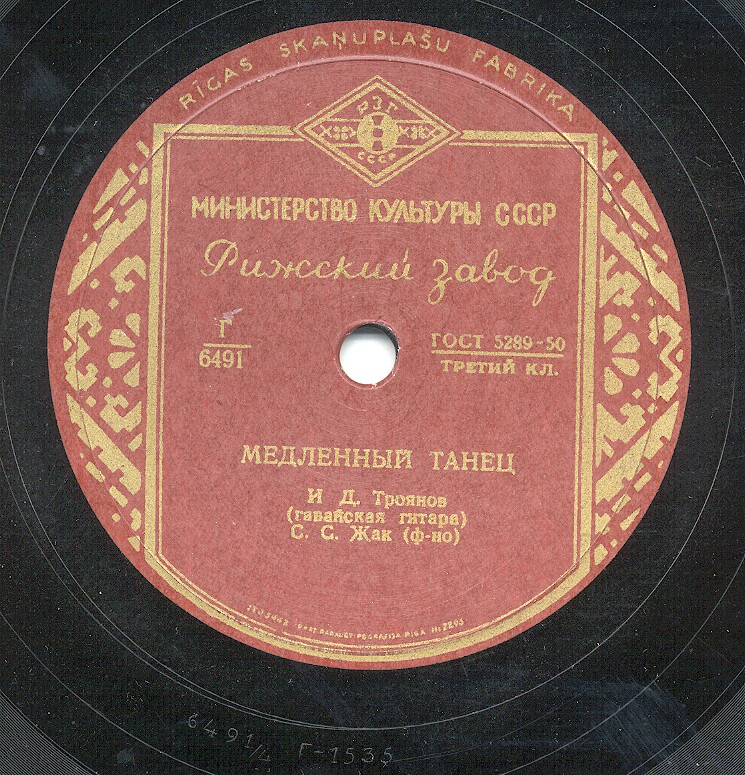 RĪGAS SKAŅUPLAŠU FABRIKA
РЗГ
СССР
МИНИСТЕРСТВО КУЛЬТУРЫ СССР
Рижский завод
Г
6491
ГОСТ 5289-50
ТРЕТИЙ КЛ.
МЕДЛЕННЫЙ ТАНЕЦ
И Д. Троянов
(гавайская гитара)
С. С. Жак (ф-но)
6491/4 Г-1535